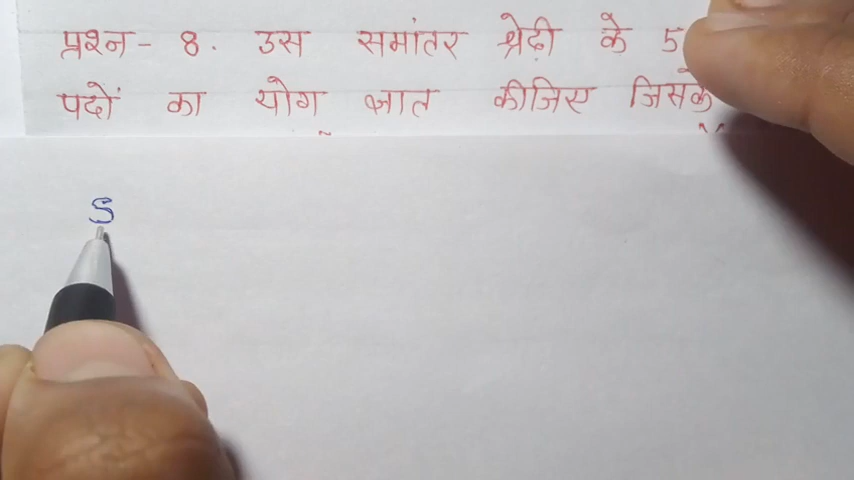 प्रश्न- 8. उस समांतर श्रेढ़ी के 5
पदों का योग ज्ञात कीजिए जिसके
S